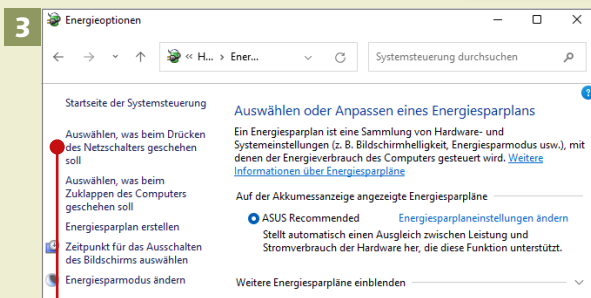 3
Energieoptionen
« H... > Ener...
Systemsteuerung durchsuchen
?
Startseite der Systemsteuerung
Auswählen, was beim Drücken
des Netzschalters geschehen
soll
Auswählen, was beim
Zuklappen des Computers
geschehen soll
Energiesparplan erstellen
Zeitpunkt für das Ausschalten
des Bildschirms auswählen
Energiesparmodus ändern
Auswählen oder Anpassen eines Energiesparplans
Ein Energiesparplan ist eine Sammlung von Hardware- und
Systemeinstellungen (z. B. Bildschirmhelligkeit, Energiesparmodus usw.), mit
denen der Energieverbrauch des Computers gesteuert wird. Weitere
Informationen über Energiesparpläne
Auf der Akkumessanzeige angezeigte Energiesparpläne
ASUS Recommended Energiesparplaneinstellungen ändern
Stellt automatisch einen Ausgleich zwischen Leistung und
Stromverbrauch der Hardware her, die diese Funktion unterstützt.
Weitere Energiesparpläne einblenden